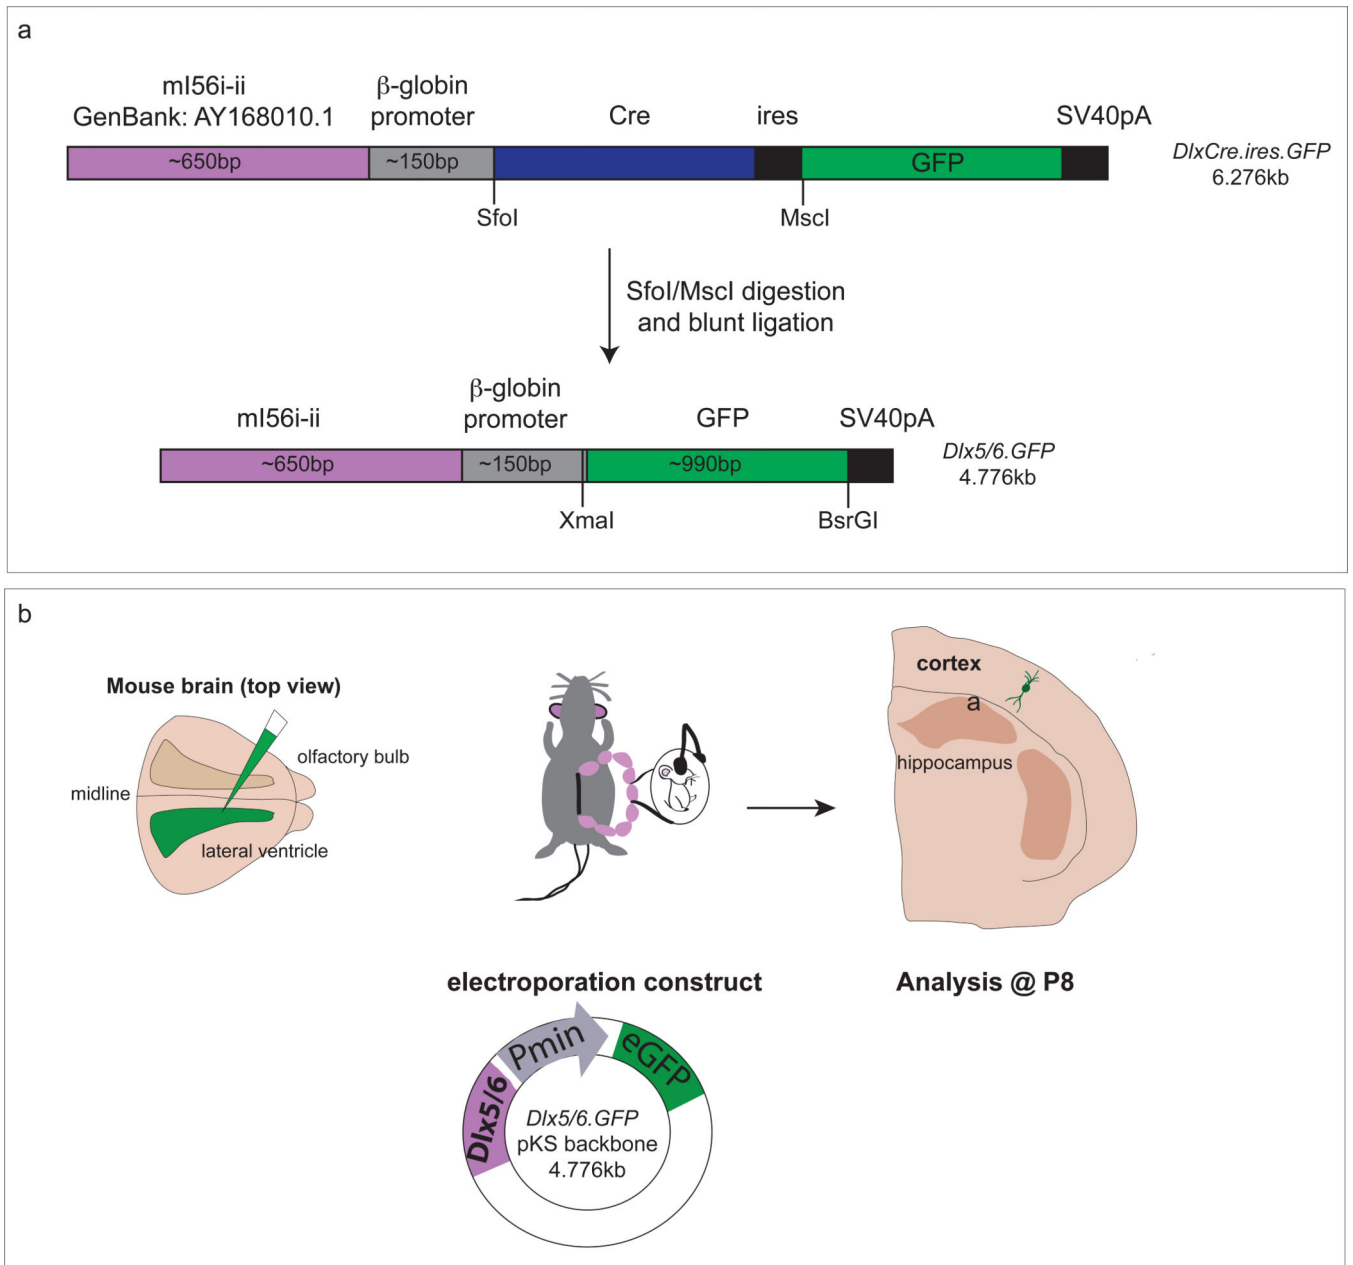 a
mI56i-ii
GenBank: AY168010.1
β-globin
promoter
Cre
ires
SV40pA
~650bp
~150bp
GFP
DlxCre.ires.GFP
6.276kb
SfoI
MscI
SfoI/MscI digestion
and blunt ligation
mI56i-ii
β-globin
promoter
GFP
SV40pA
~650bp
~150bp
~990bp
Dlx5/6.GFP
4.776kb
XmaI
BsrGI
b
Mouse brain (top view)
olfactory bulb
midline
lateral ventricle
cortex
a
hippocampus
electroporation construct
Analysis @ P8
Dlx5/6
Pmin
eGFP
Dlx5/6.GFP
pKS backbone
4.776kb